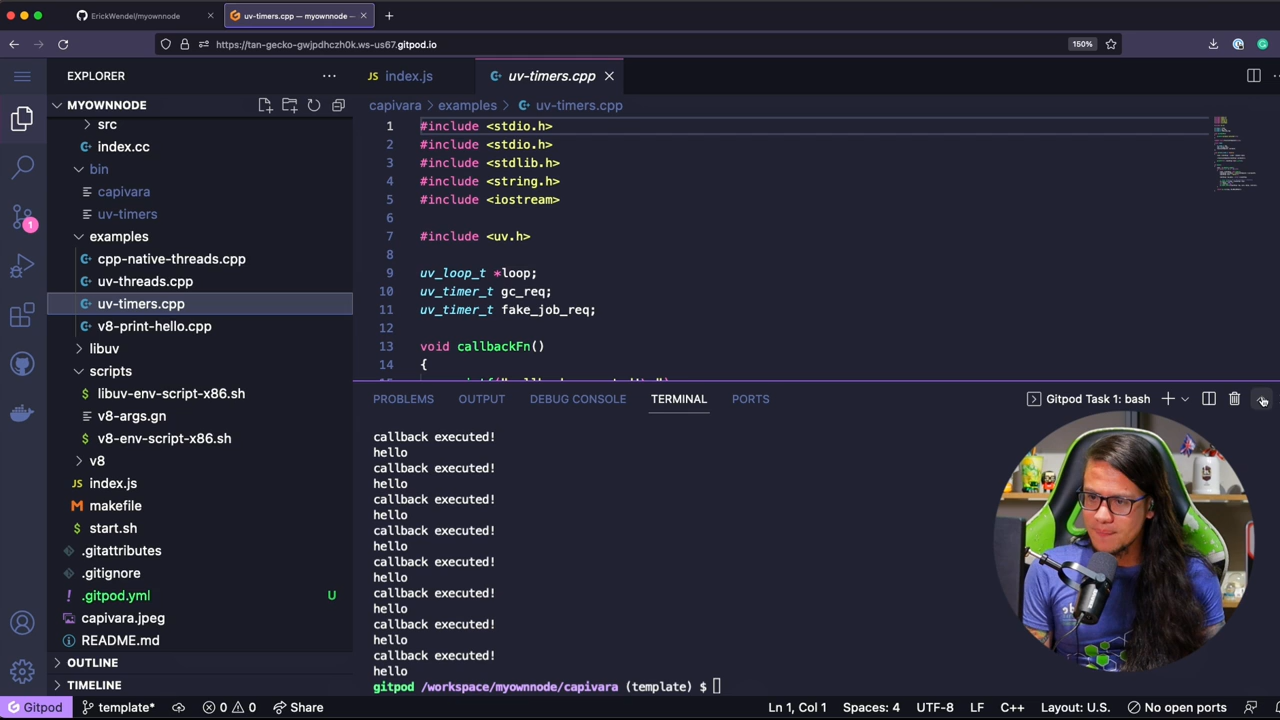 ErickWendel/myownnode
uv-timers.cpp — myownnode —
https://tan-gecko-gwjpdhczh0k.ws-us67.gitpod.io
150%
EXPLORER
MYOWNNODE
src
index.cc
bin
capivara
uv-timers
examples
cpp-native-threads.cpp
uv-threads.cpp
uv-timers.cpp
v8-print-hello.cpp
libuv
scripts
libuv-env-script-x86.sh
v8-args.gn
v8-env-script-x86.sh
v8
index.js
makefile
start.sh
.gitattributes
.gitignore
.gitpod.yml U
capivara.jpeg
README.md
OUTLINE
TIMELINE
1
index.js
uv-timers.cpp
capivara examples uv-timers.cpp
1 #include <stdio.h>
2 #include <stdio.h>
3 #include <stdlib.h>
4 #include <string.h>
5 #include <iostream>
6
7 #include <uv.h>
8
9 uv_loop_t *loop;
10 uv_timer_t gc_req;
11 uv_timer_t fake_job_req;
12
13 void callbackFn()
14 {
PROBLEMS OUTPUT DEBUG CONSOLE TERMINAL PORTS
Gitpod Task 1: bash
callback executed!
hello
callback executed!
hello
callback executed!
hello
callback executed!
hello
callback executed!
hello
callback executed!
hello
callback executed!
hello
callback executed!
hello
gitpod /workspace/myownnode/capivara (template) $
Gitpod template* 0 0 Share
Ln 1, Col 1 Spaces: 4 UTF-8 LF C++ Layout: U.S. No open ports